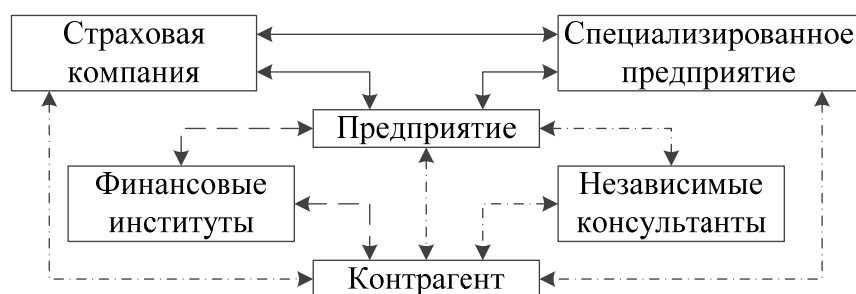 Страховая
компания
Специализированное
предприятие
Предприятие
Финансовые
институты
Независимые
консультанты
Контрагент